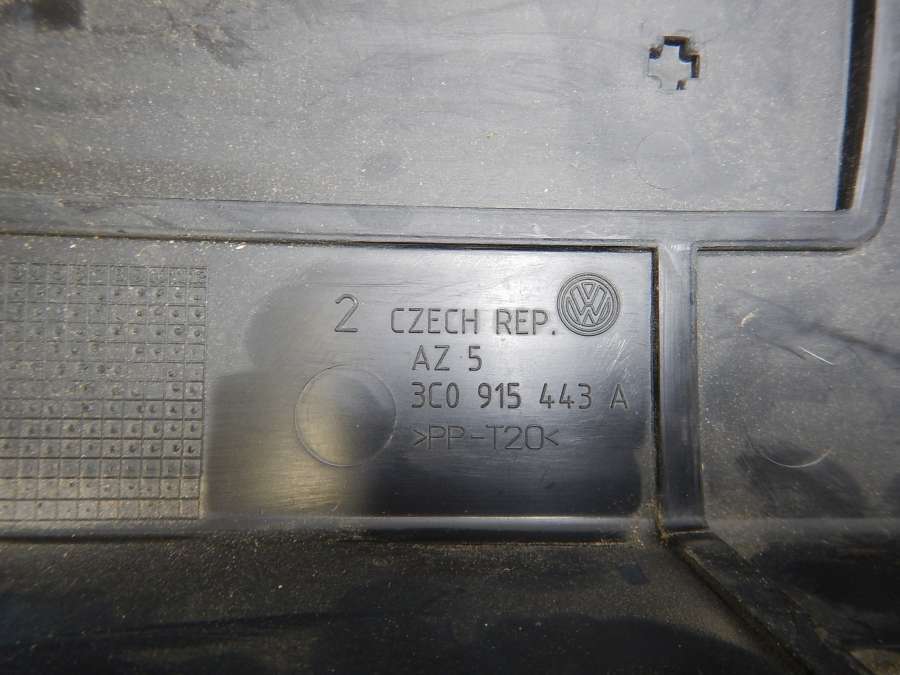 2 CZECH REP.
AZ 5
3C0 915 443 A
>PP-T20<